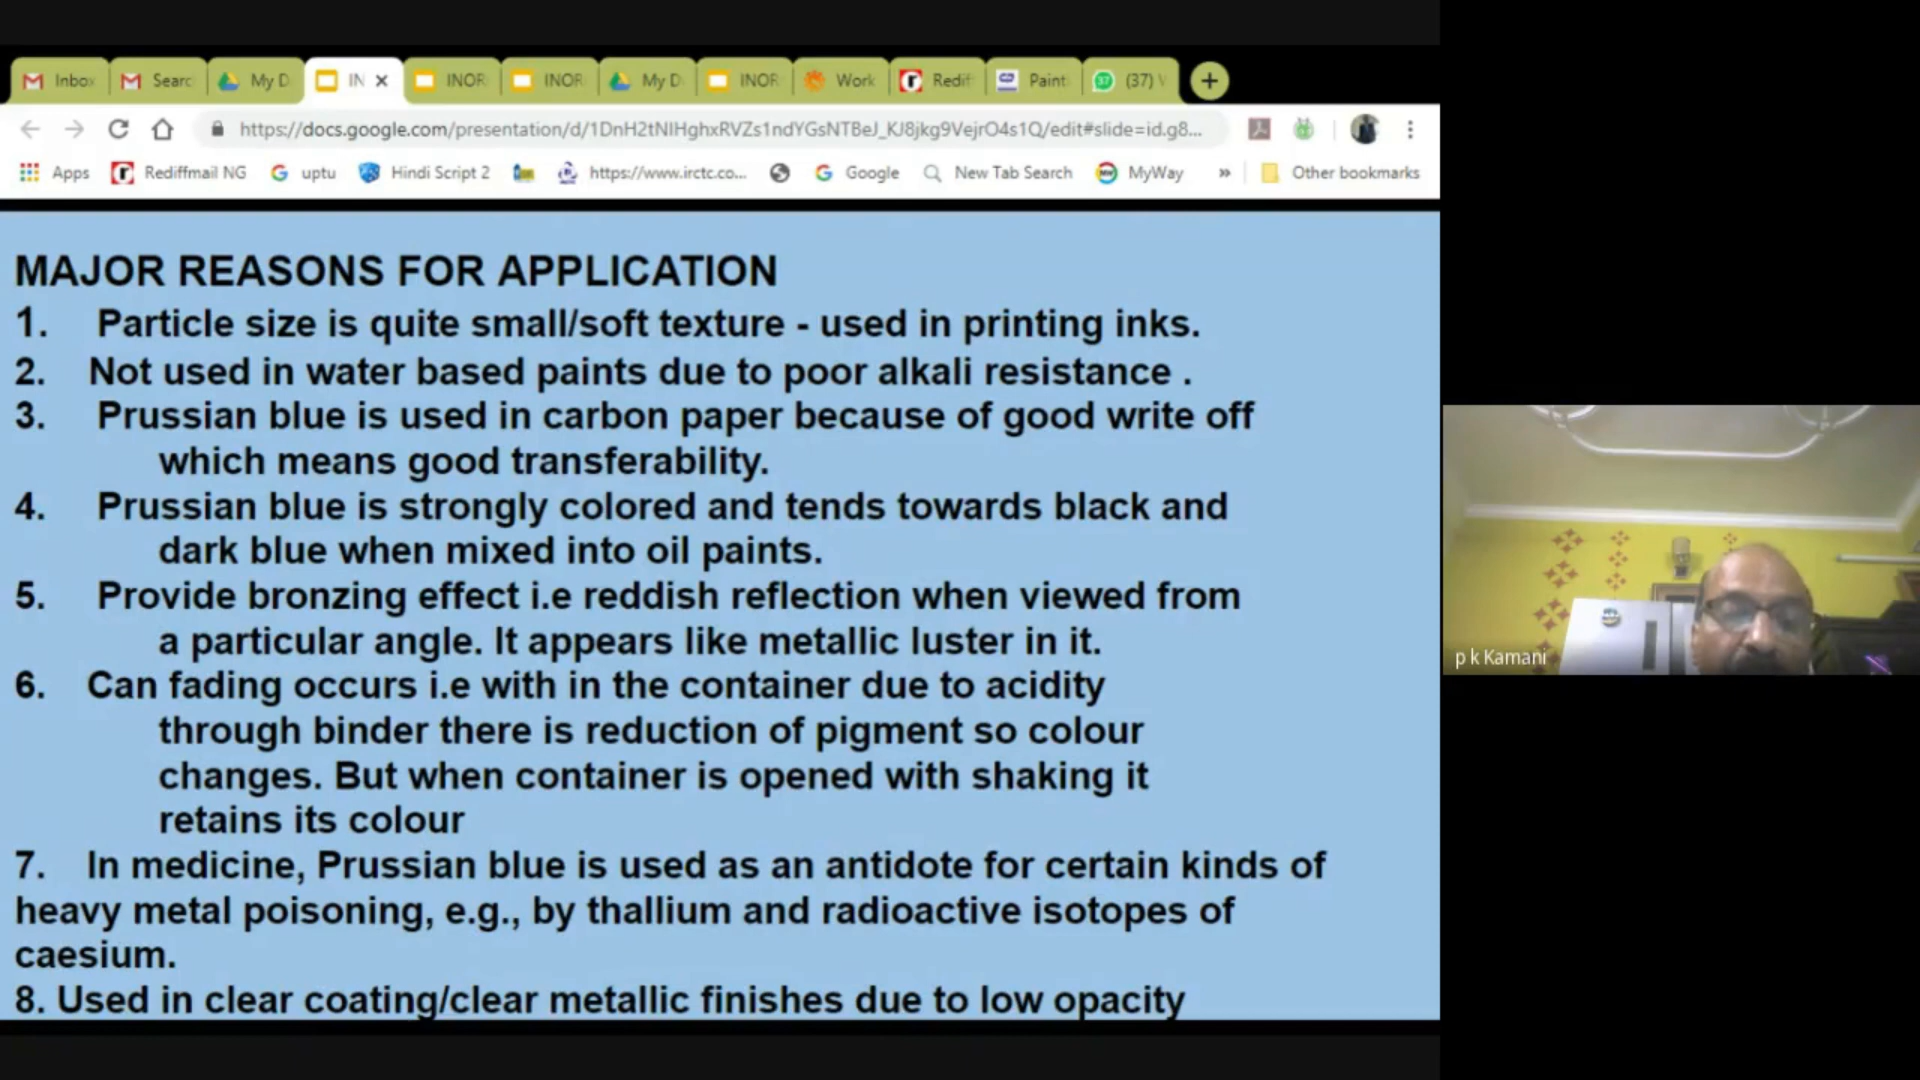 Inbox
Searc
My D
IN
INOR
INOR
My D
INOR
Work
Redif
Paint
(37)
https://docs.google.com/presentation/d/1DnH2tNIHghxRVZs1ndYGsNTBeJ_KJ8jkg9VejrO4s1Q/edit#slide=id.g8...
Apps
Rediffmail NG
uptu
Hindi Script 2
https://www.irctc.co...
Google
New Tab Search
MyWay
»
Other bookmarks
MAJOR REASONS FOR APPLICATION
1. Particle size is quite small/soft texture - used in printing inks.
2. Not used in water based paints due to poor alkali resistance .
3. Prussian blue is used in carbon paper because of good write off
which means good transferability.
4. Prussian blue is strongly colored and tends towards black and
dark blue when mixed into oil paints.
5. Provide bronzing effect i.e reddish reflection when viewed from
a particular angle. It appears like metallic luster in it.
6. Can fading occurs i.e with in the container due to acidity
through binder there is reduction of pigment so colour
changes. But when container is opened with shaking it
retains its colour
7. In medicine, Prussian blue is used as an antidote for certain kinds of
heavy metal poisoning, e.g., by thallium and radioactive isotopes of
caesium.
8. Used in clear coating/clear metallic finishes due to low opacity
p k Kamani